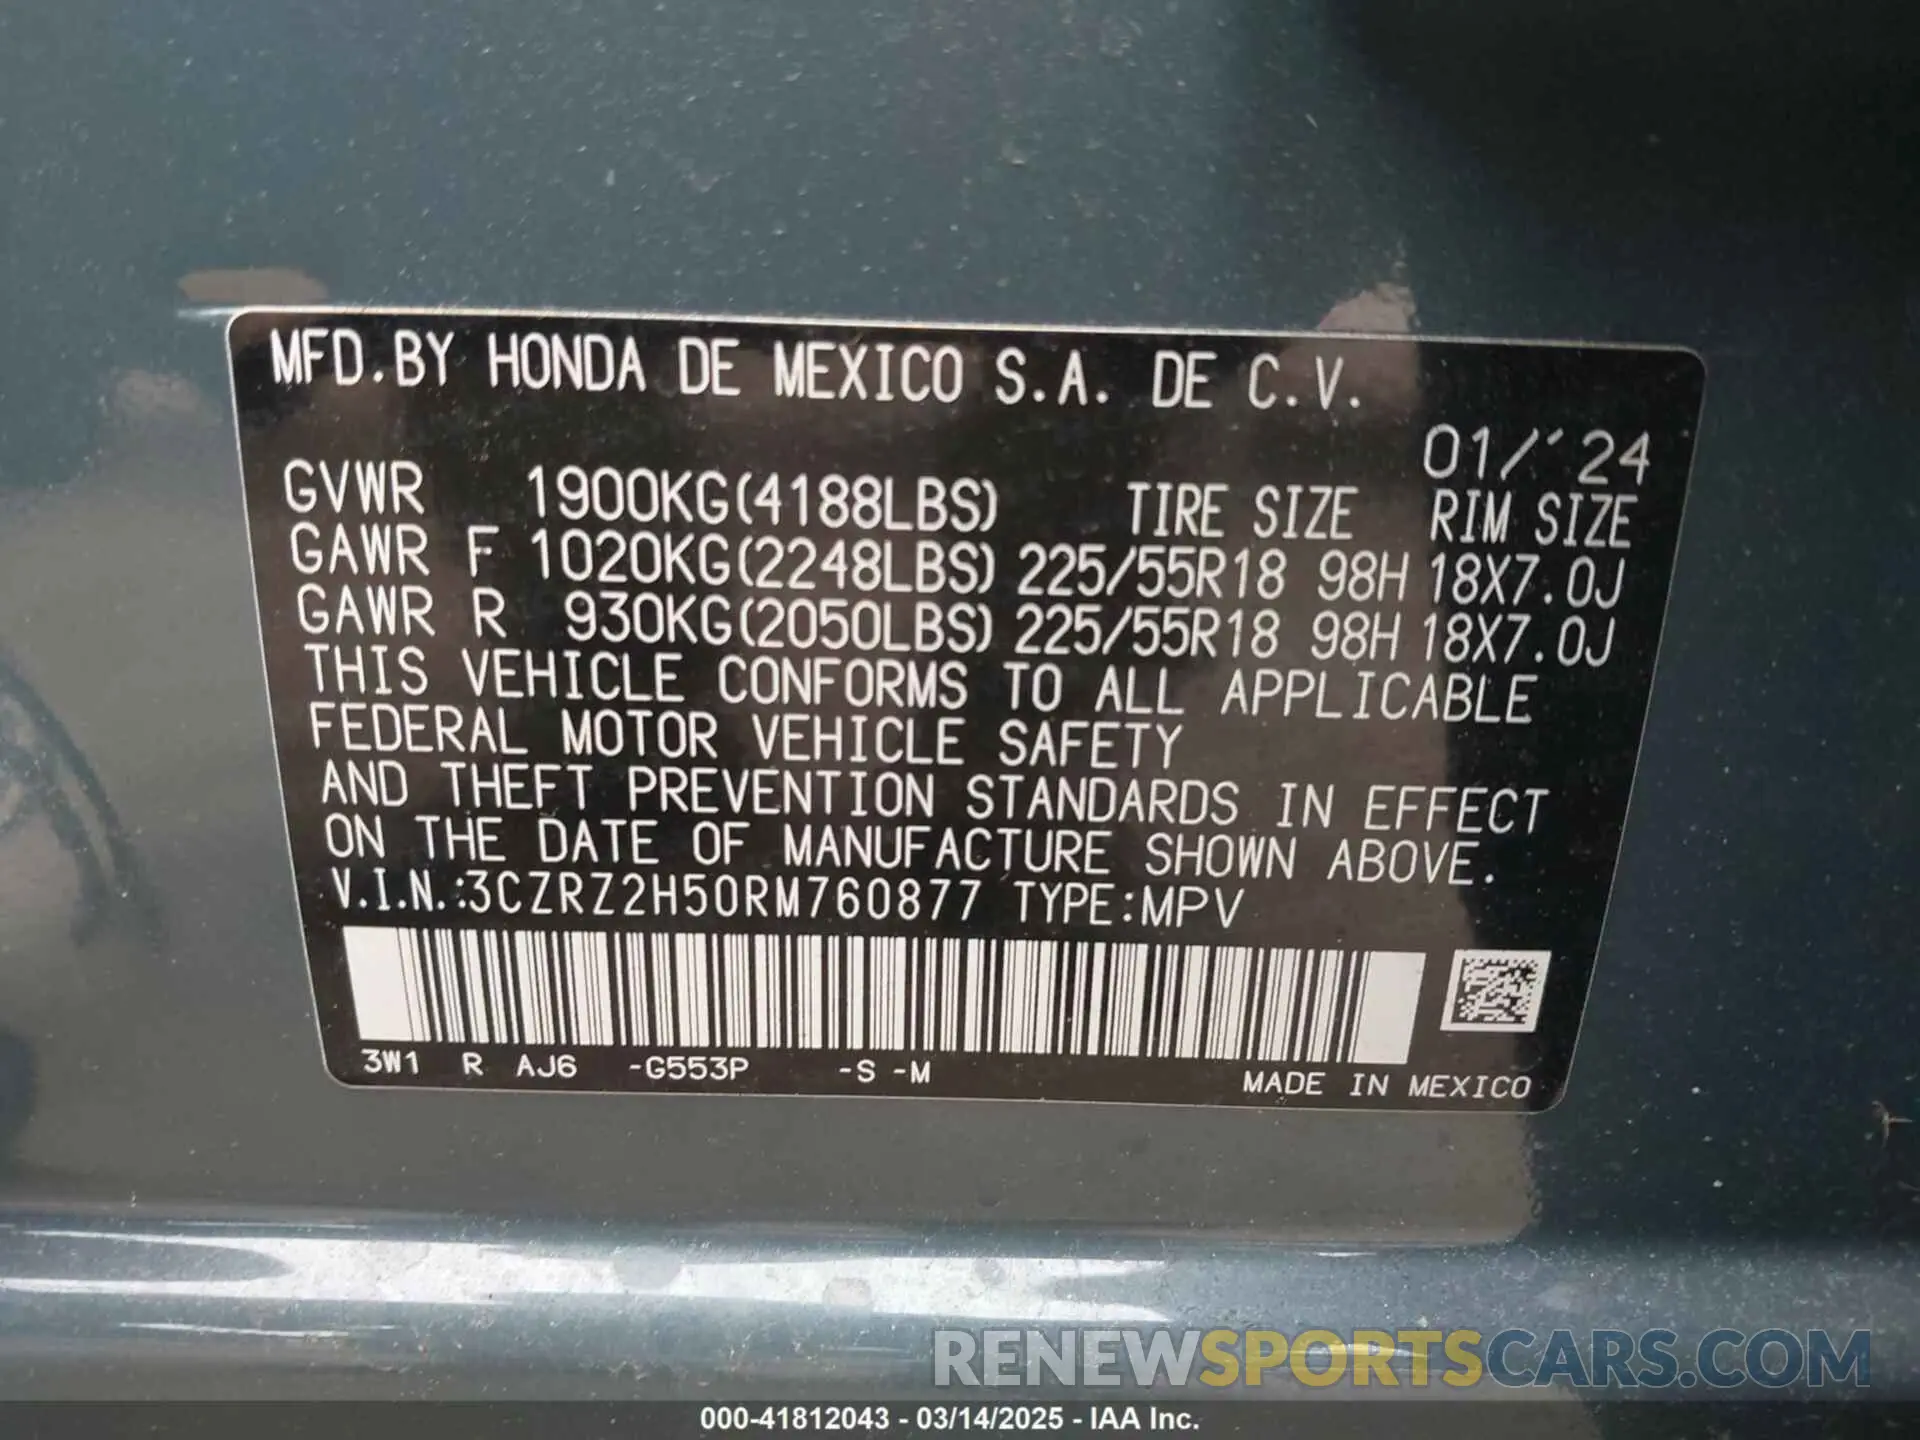 MFD.BY HONDA DE MEXICO S.A. DE C.V.
01/'24
GVWR 1900KG(4188LBS) TIRE SIZE RIM SIZE
GAWR F 1020KG(2248LBS) 225/55R18 98H 18X7.0J
GAWR R 930KG(2050LBS) 225/55R18 98H 18X7.0J
THIS VEHICLE CONFORMS TO ALL APPLICABLE
FEDERAL MOTOR VEHICLE SAFETY
AND THEFT PREVENTION STANDARDS IN EFFECT
ON THE DATE OF MANUFACTURE SHOWN ABOVE.
V.I.N.:3CZRZ2H50RM760877 TYPE:MPV
3W1 R AJ6 -G553P -S -M MADE IN MEXICO
RENEWSPORTSCARS.COM
000-41812043 - 03/14/2025 - IAA Inc.